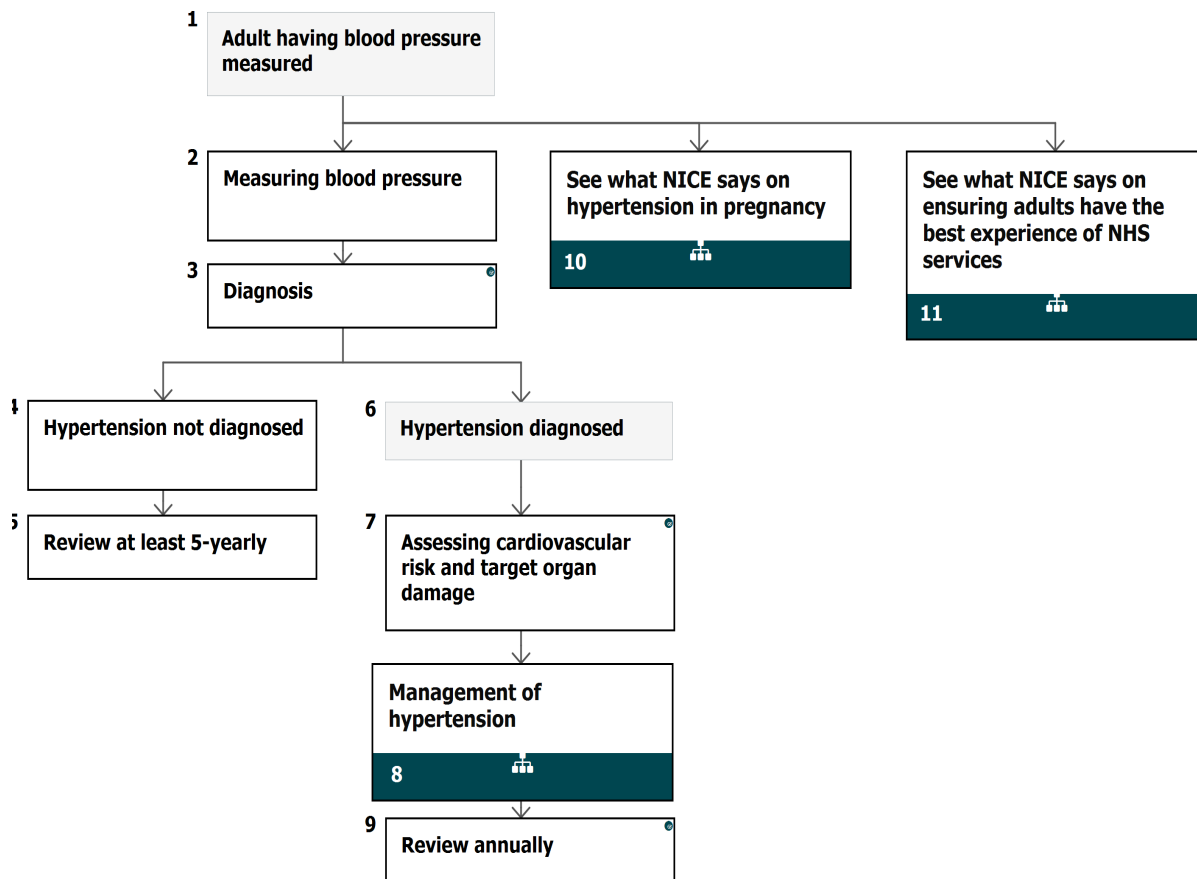 1
Adult having blood pressure
measured
2
Measuring blood pressure
See what NICE says on
hypertension in pregnancy
10
See what NICE says on
ensuring adults have the
best experience of NHS
services
11
3
Diagnosis
4
Hypertension not diagnosed
6
Hypertension diagnosed
5
Review at least 5-yearly
7
Assessing cardiovascular
risk and target organ
damage
Management of
hypertension
8
9
Review annually